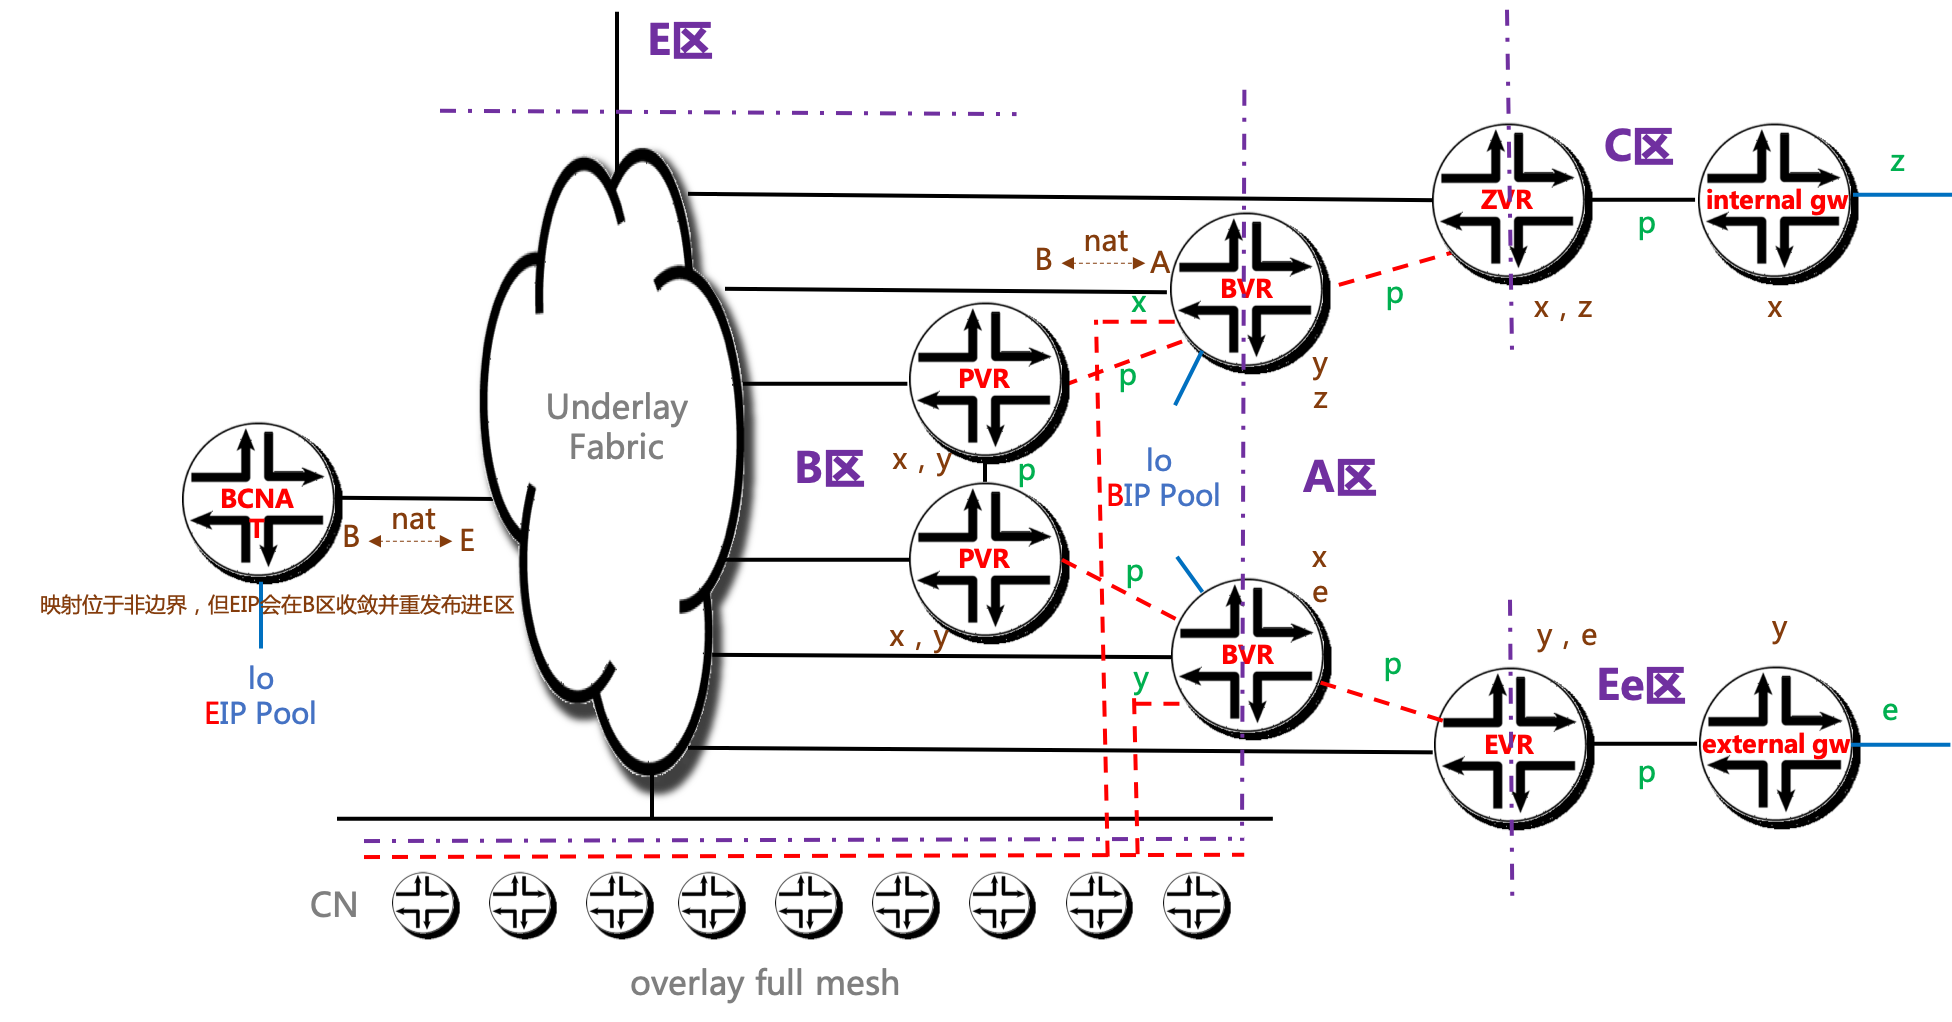 E区
C区
z
ZVR
internal gw
p
nat
B
A
BVR
x
p
x , z
x
PVR
p
y
z
Underlay
Fabric
B区
x , y
p
lo
BIP Pool
A区
BCNA
T
nat
B
E
PVR
p
x
e
映射位于非边界，但EIP会在B区收敛并重发布进E区
x , y
BVR
y
p
y , e
y
Ee区
lo
EIP Pool
e
EVR
external gw
p
CN
overlay full mesh